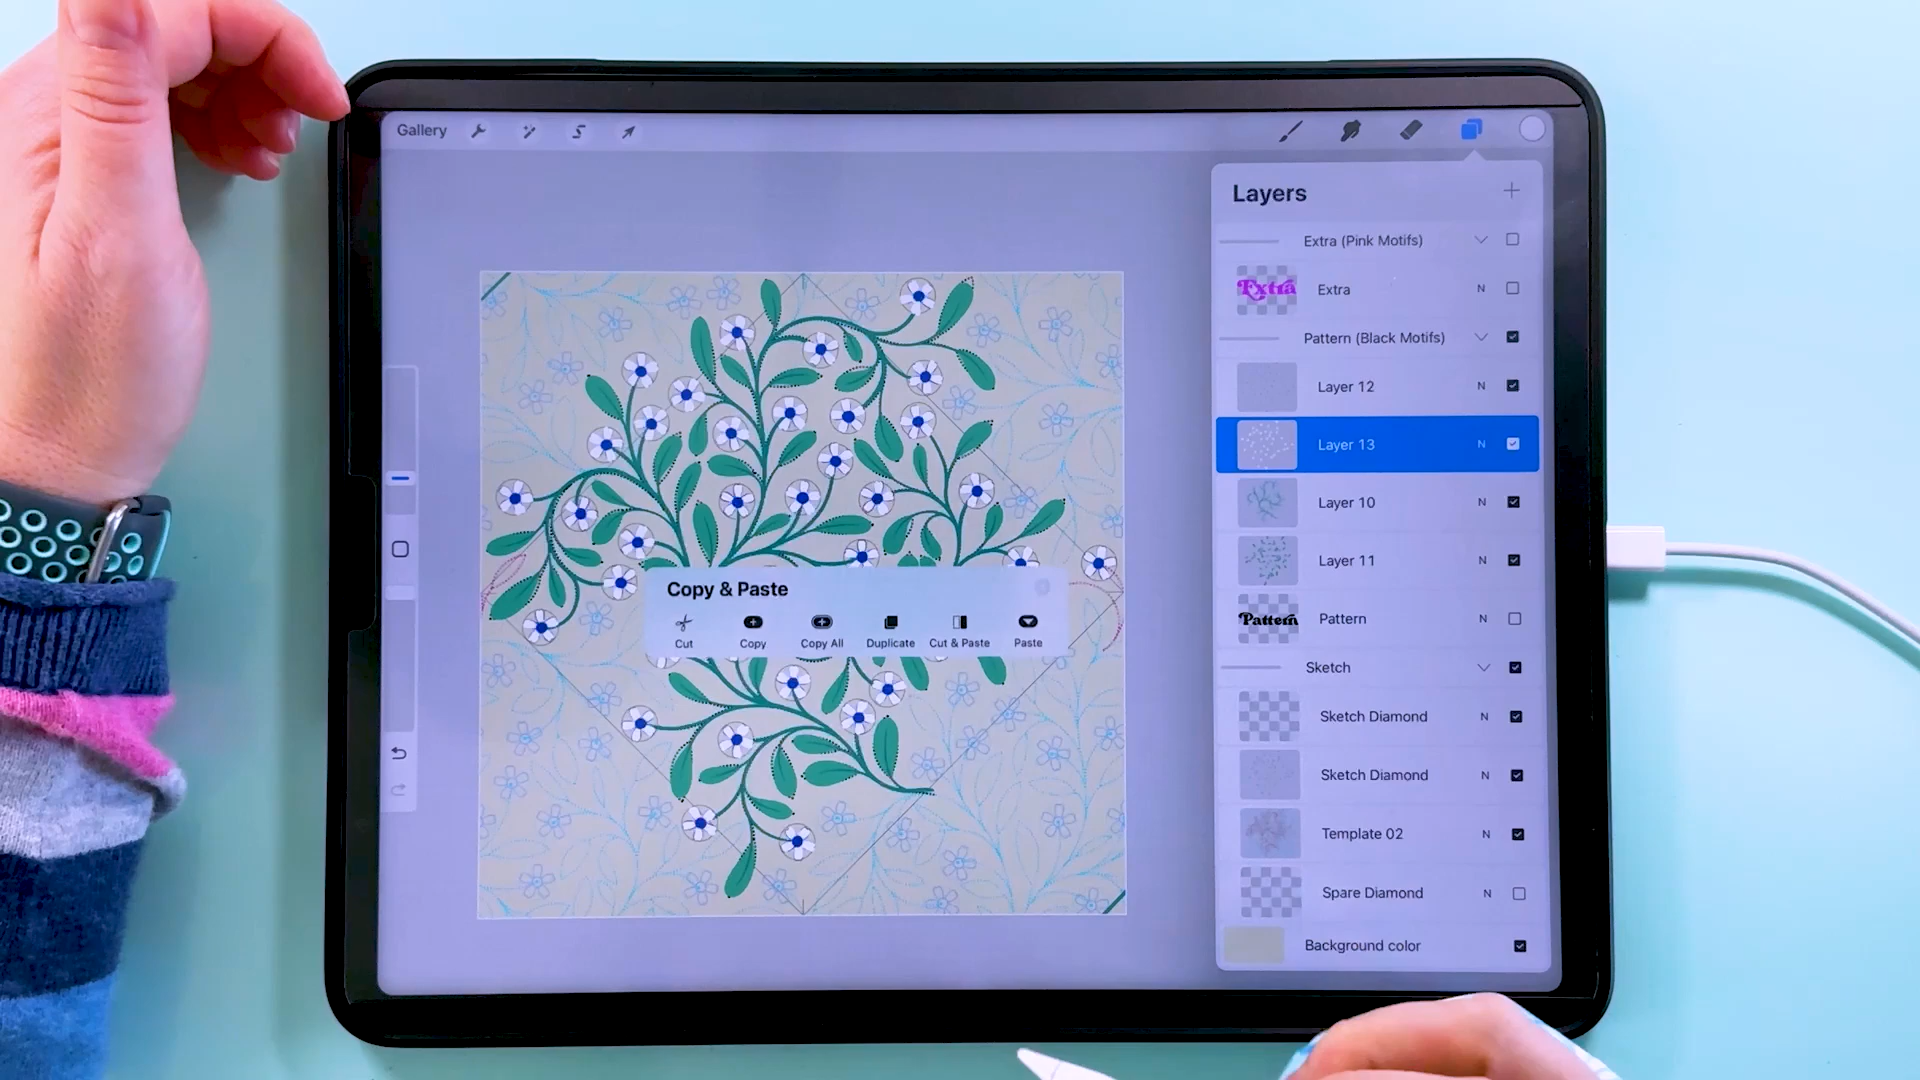 Gallery
Layers
Extra (Pink Motifs)
Extra
Extra N
Pattern (Black Motifs)
Layer 12 N
Layer 13 N
Layer 10 N
Layer 11 N
Pattern
Pattern N
Sketch
Sketch Diamond N
Sketch Diamond N
Template 02 N
Spare Diamond N
Background color
Copy & Paste
Cut Copy Copy All Duplicate Cut & Paste Paste